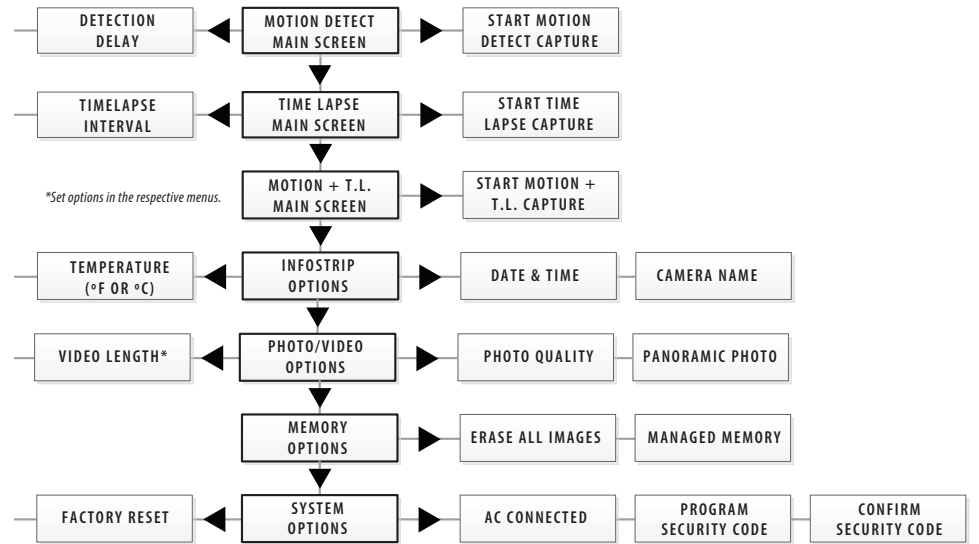 DETECTION
DELAY
MOTION DETECT
MAIN SCREEN
START MOTION
DETECT CAPTURE
TIMELAPSE
INTERVAL
TIME LAPSE
MAIN SCREEN
START TIME
LAPSE CAPTURE
*Set options in the respective menus.
MOTION + T.L.
MAIN SCREEN
START MOTION +
T.L. CAPTURE
TEMPERATURE
(ºF OR ºC)
INFOSTRIP
OPTIONS
DATE & TIME
CAMERA NAME
VIDEO LENGTH*
PHOTO/VIDEO
OPTIONS
PHOTO QUALITY
PANORAMIC PHOTO
MEMORY
OPTIONS
ERASE ALL IMAGES
MANAGED MEMORY
FACTORY RESET
SYSTEM
OPTIONS
AC CONNECTED
PROGRAM
SECURITY CODE
CONFIRM
SECURITY CODE